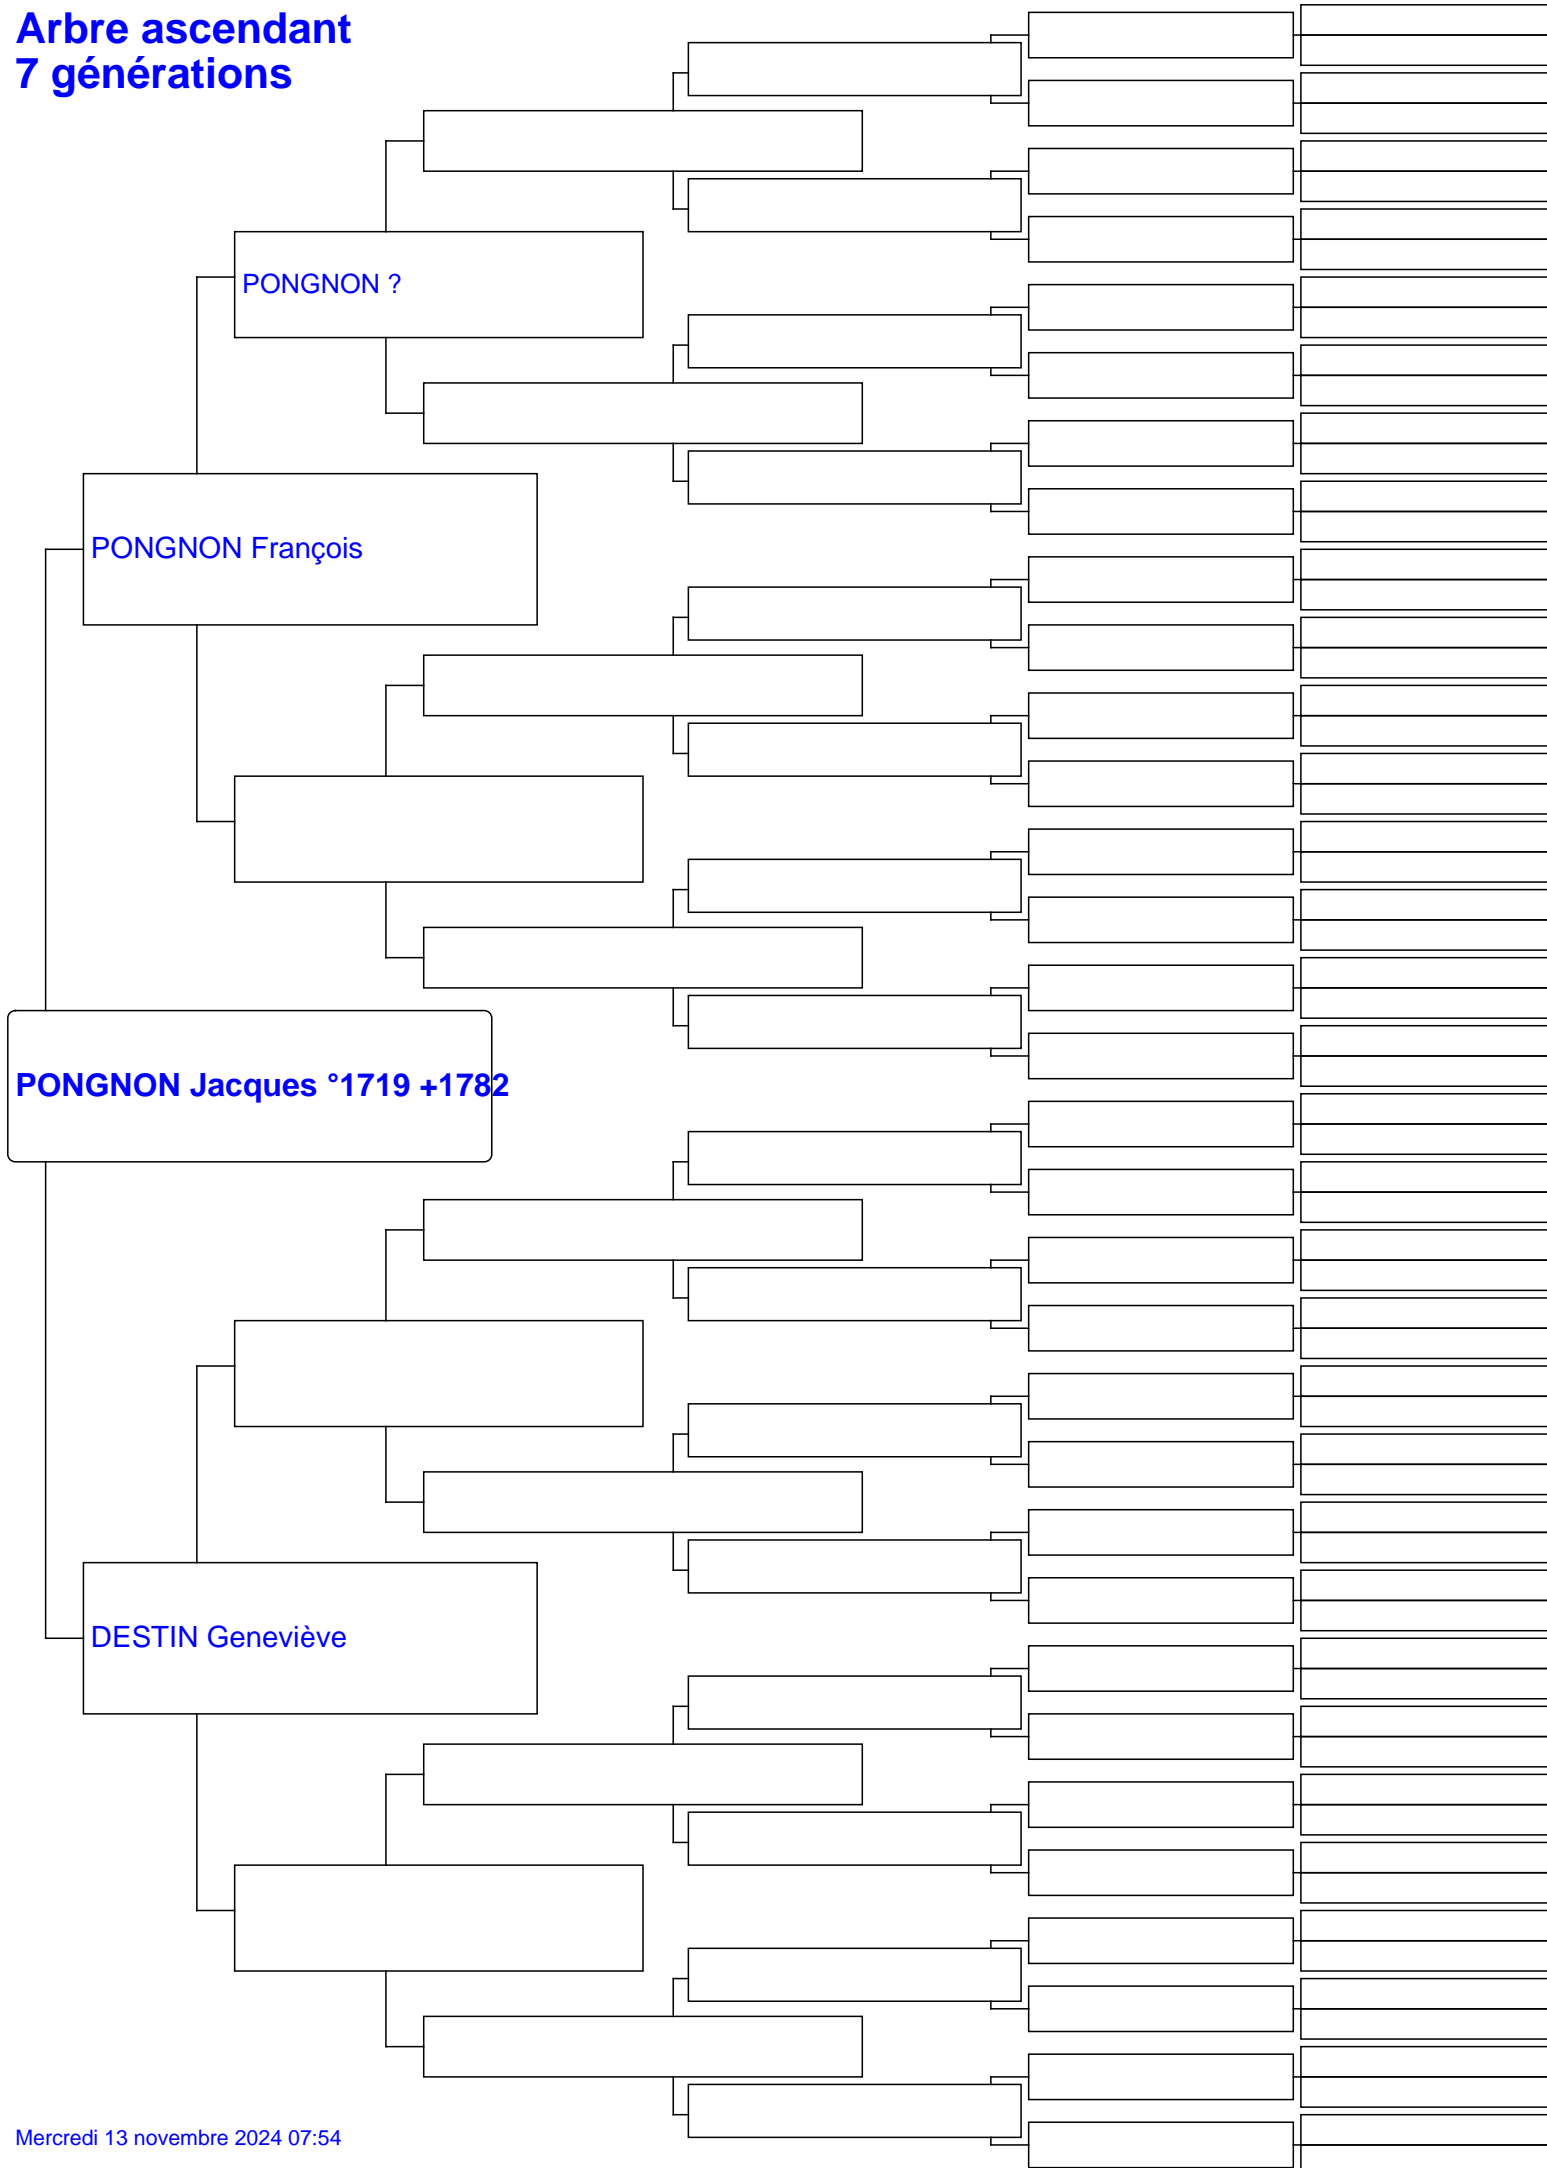 Arbre ascendant
7 générations
PONGNON ?
PONGNON François
PONGNON Jacques °1719 +1782
DESTIN Geneviève
Mercredi 13 novembre 2024 07:54